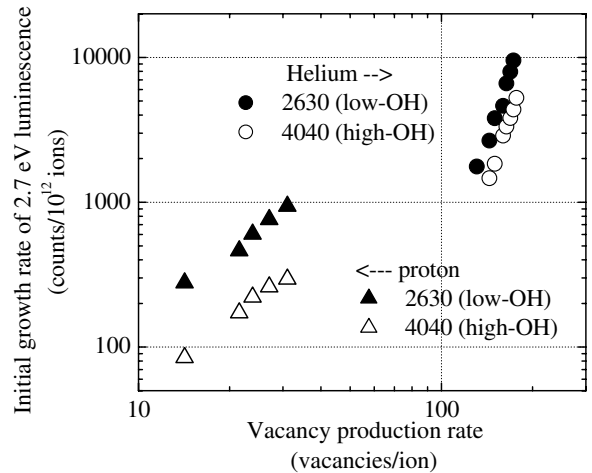 Initial growth rate of 2.7 eV luminescence
(counts/10¹² ions)
10000
1000
100
Helium -->
2630 (low-OH)
4040 (high-OH)
<--- proton
2630 (low-OH)
4040 (high-OH)
10
100
Vacancy production rate
(vacancies/ion)